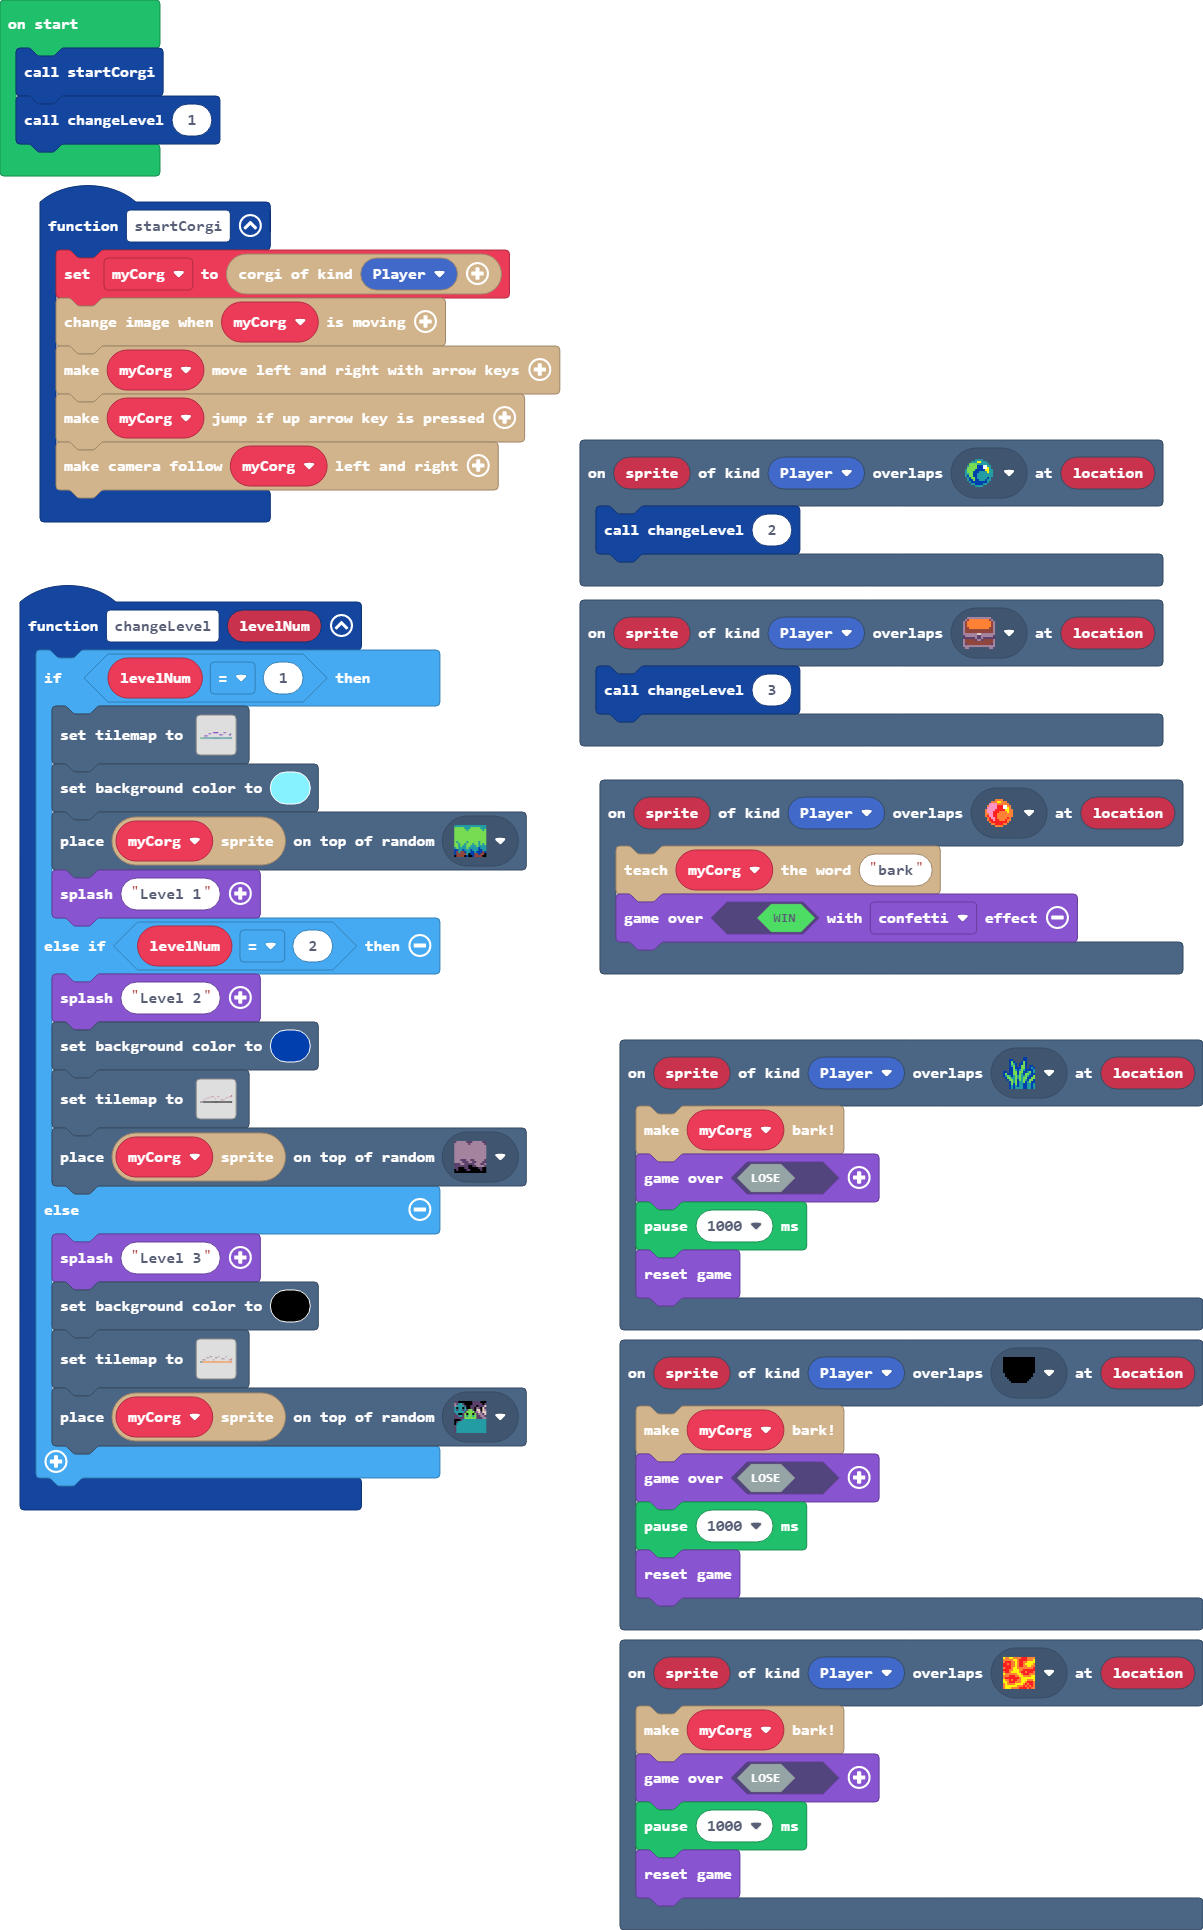 on start
call startCorgi
call changeLevel 1
function startCorgi
set myCorg to corgi of kind Player
change image when myCorg is moving
make myCorg move left and right with arrow keys
make myCorg jump if up arrow key is pressed
make camera follow myCorg left and right
function changeLevel levelNum
if levelNum = 1 then
set tilemap to
set background color to
place myCorg sprite on top of random
splash "Level 1"
else if levelNum = 2 then
splash "Level 2"
set background color to
set tilemap to
place myCorg sprite on top of random
else
splash "Level 3"
set background color to
set tilemap to
place myCorg sprite on top of random
on sprite of kind Player overlaps at location
call changeLevel 2
on sprite of kind Player overlaps at location
call changeLevel 3
on sprite of kind Player overlaps at location
teach myCorg the word "bark"
game over WIN with confetti effect
on sprite of kind Player overlaps at location
make myCorg bark!
game over LOSE
pause 1000 ms
reset game
on sprite of kind Player overlaps at location
make myCorg bark!
game over LOSE
pause 1000 ms
reset game
on sprite of kind Player overlaps at location
make myCorg bark!
game over LOSE
pause 1000 ms
reset game